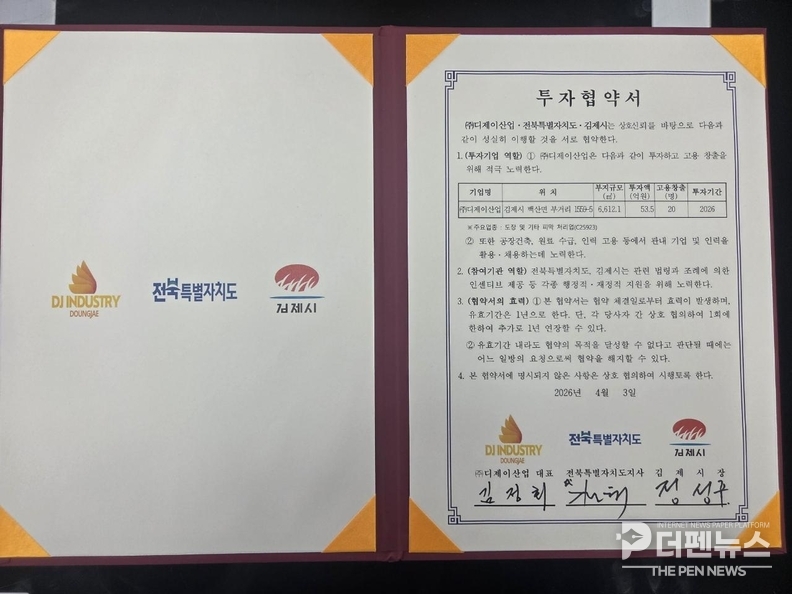 DJ INDUSTRY
DOUNGJAE
전북특별자치도
김제시
투자협약서
㈜디제이산업·전북특별자치도·김제시는 상호신뢰를 바탕으로 다음과
같이 성실히 이행할 것을 서로 협약한다.
1. (투자기업 역할) ① ㈜디제이산업은 다음과 같이 투자하고 고용 창출을
위해 적극 노력한다.
기업명 위 치 부지규모(㎡) 투자액(억원) 고용창출(명) 투자기간
㈜디제이산업 김제시 백산면 부거리 1559-5 6,612.1 53.5 20 2026
※ 주요업종 : 도장 및 기타 피막 처리업(C25923)
② 또한 공장건축, 원료 수급, 인력 고용 등에서 관내 기업 및 인력을
활용·채용하는데 노력한다.
2. (참여기관 역할) 전북특별자치도, 김제시는 관련 법령과 조례에 의한
인센티브 제공 등 각종 행정적·재정적 지원을 위해 노력한다.
3. (협약서의 효력) ① 본 협약서는 협약 체결일로부터 효력이 발생하며,
유효기간은 1년으로 한다. 단, 각 당사자 간 상호 협의하여 1회에
한하여 추가로 1년 연장할 수 있다.
② 유효기간 내라도 협약의 목적을 달성할 수 없다고 판단될 때에는
어느 일방의 요청으로써 협약을 해지할 수 있다.
4. 본 협약서에 명시되지 않은 사항은 상호 협의하여 시행토록 한다.
2026년 4월 3일
DJ INDUSTRY
DOUNGJAE
전북특별자치도
김제시
㈜디제이산업 대표 전북특별자치도지사 김 제 시 장
김 정 희 정 성 주
INTERNET NEWS PAPER PLATFORM
더펜뉴스
THE PEN NEWS